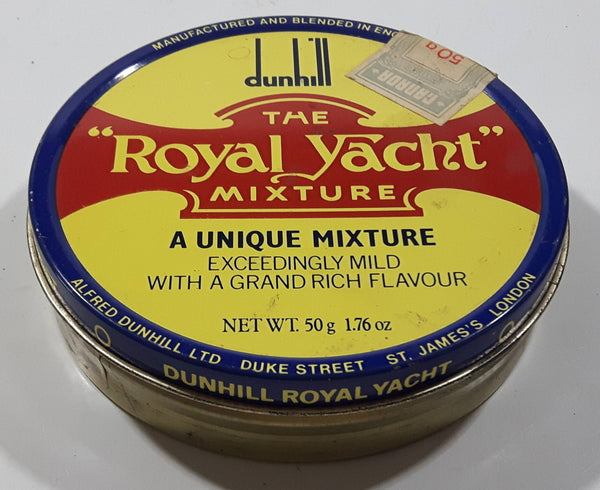 MANUFACTURED AND BLENDED IN
dunhill
50g
CANADA
THE
"Royal Yacht"
MIXTURE
A UNIQUE MIXTURE
EXCEEDINGLY MILD
WITH A GRAND RICH FLAVOUR
NET WT. 50 g 1.76 oz
ALFRED DUNHILL LTD DUKE STREET ST. JAMES'S LONDON
DUNHILL ROYAL YACHT